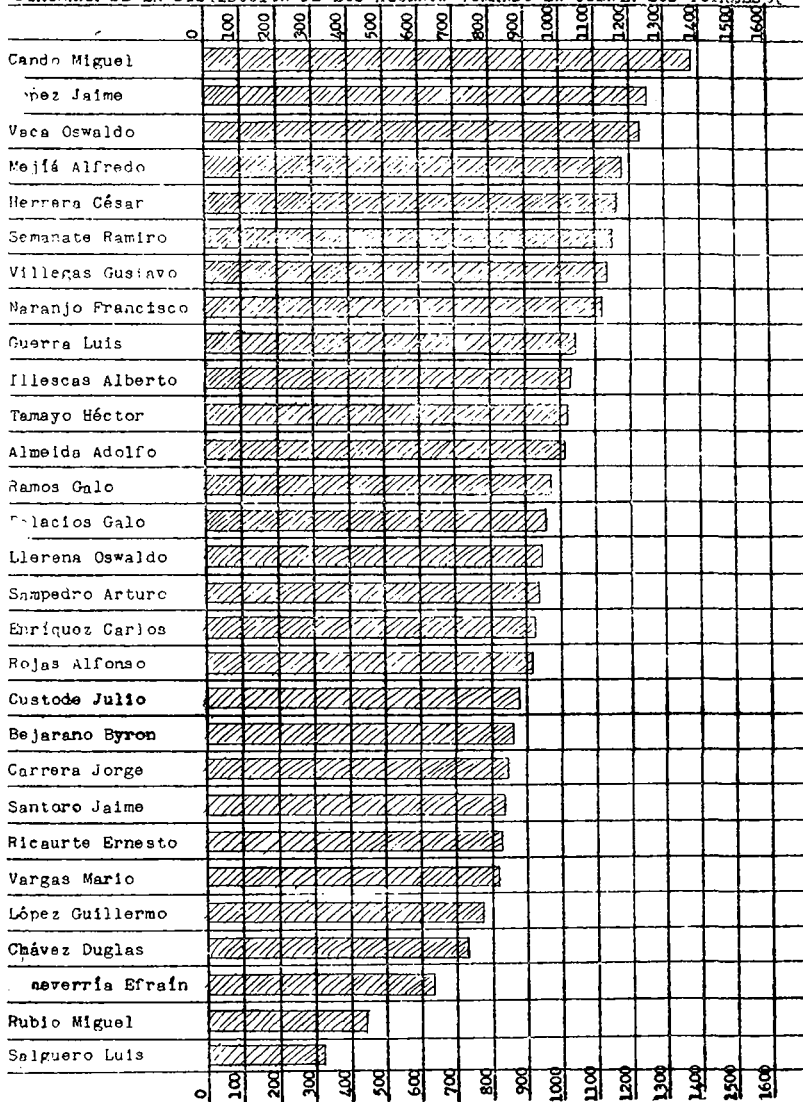 0 100 200 300 400 500 600 700 800 900 1000 1100 1200 1300 1400 1500 1600
Cando Miguel
pez Jaime
Vaca Oswaldo
Mejía Alfredo
Herrera César
Semanate Ramiro
Villegas Gustavo
Naranjo Francisco
Guerra Luis
Illescas Alberto
Tamayo Héctor
Almeida Adolfo
Ramos Galo
lacios Galo
Llerena Oswaldo
Sampedro Arturo
Enríquez Carlos
Rojas Alfonso
Custode Julio
Bejarano Byron
Carrera Jorge
Santoro Jaime
Ricaurte Ernesto
Vargas Mario
López Guillermo
Chávez Duglas
everría Efraín
Rubio Miguel
Salguero Luis
0 100 200 300 400 500 600 700 800 900 1000 1100 1200 1300 1400 1500 1600